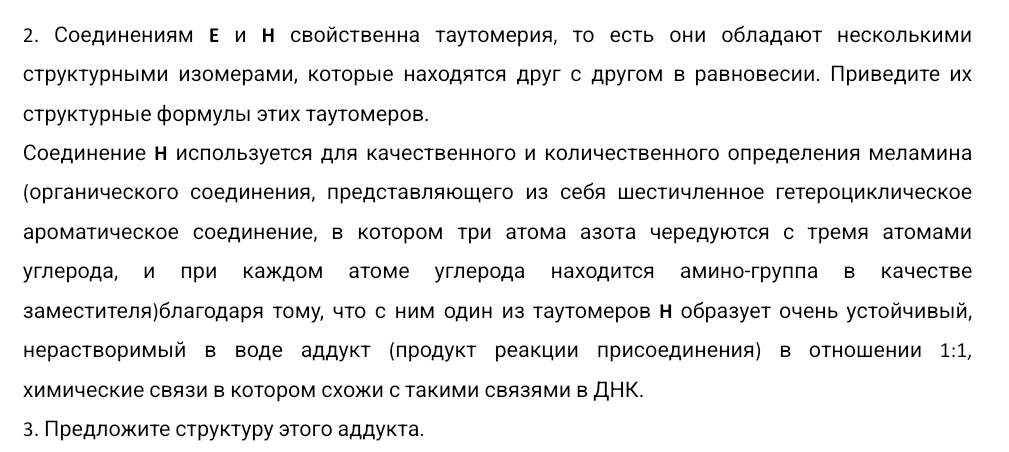 2. Соединениям Е и Н свойственна таутомерия, то есть они обладают несколькими
структурными изомерами, которые находятся друг с другом в равновесии. Приведите их
структурные формулы этих таутомеров.
Соединение Н используется для качественного и количественного определения меламина
(органического соединения, представляющего из себя шестичленное гетероциклическое
ароматическое соединение, в котором три атома азота чередуются с тремя атомами
углерода, и при каждом атоме углерода находится амино-группа в качестве
заместителя)благодаря тому, что с ним один из таутомеров Н образует очень устойчивый,
нерастворимый в воде аддукт (продукт реакции присоединения) в отношении 1:1,
химические связи в котором схожи с такими связями в ДНК.
3. Предложите структуру этого аддукта.